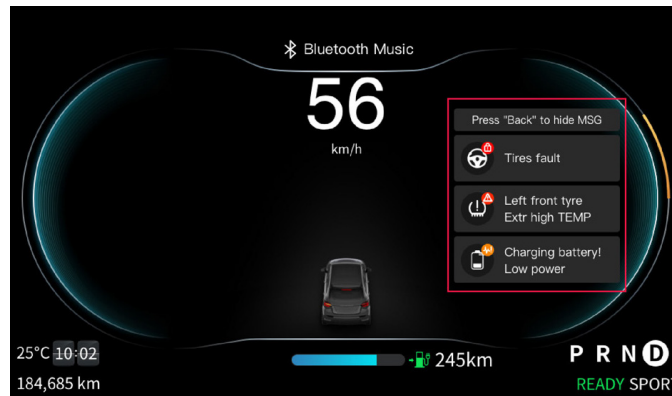 Bluetooth Music
56
km/h
Press "Back" to hide MSG
Tires fault
Left front tyre
Extr high TEMP
Charging battery!
Low power
25°C 10:02
245km
P R N D
184,685 km
READY SPORT